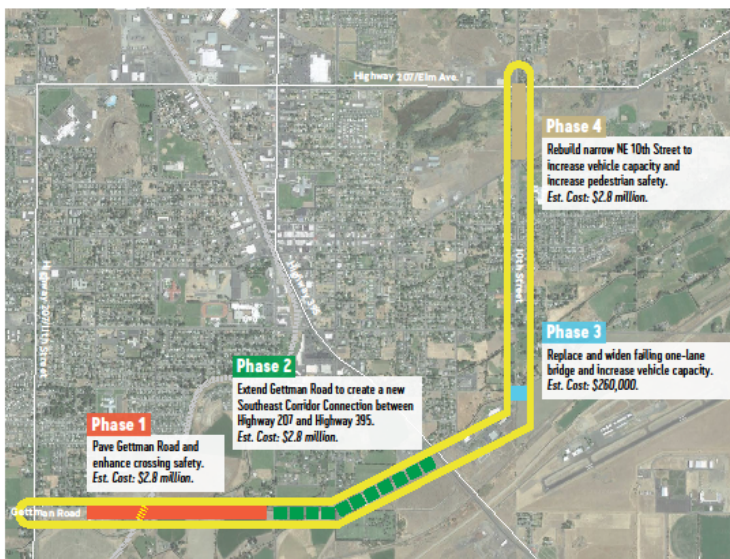 Highway 207/Elm Ave.
Phase 4
Rebuild narrow NE 10th Street to
increase vehicle capacity and
increase pedestrian safety.
Est. Cost: $2.8 million.
10th Street
Highway 395
Highway 207/11th Street
Phase 3
Replace and widen failing one-lane
bridge and increase vehicle capacity.
Est. Cost: $260,000.
Phase 2
Extend Gettman Road to create a new
Southeast Corridor Connection between
Highway 207 and Highway 395.
Est. Cost: $2.8 million.
Phase 1
Pave Gettman Road and
enhance crossing safety.
Est. Cost: $2.8 million.
Gettman Road